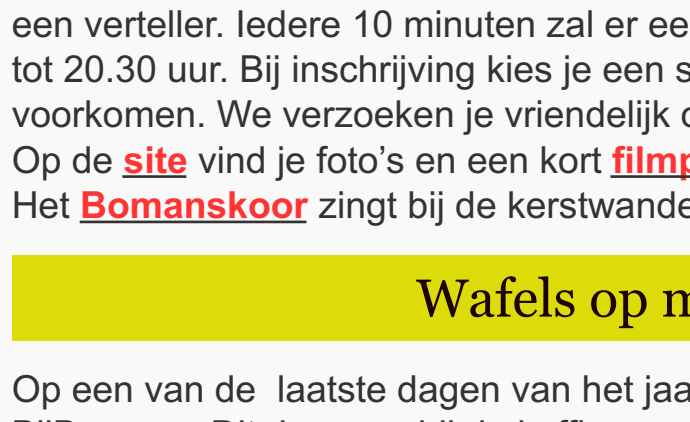 een verteller. Iedere 10 minuten zal er ee
tot 20.30 uur. Bij inschrijving kies je een s
voorkomen. We verzoeken je vriendelijk o
Op de site vind je foto's en een kort filmp
Het Bomanskoor zingt bij de kerstwande
Wafels op m
Op een van de  laatste dagen van het jaa